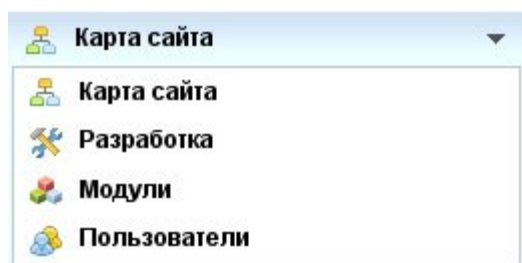 Карта сайта
Карта сайта
Разработка
Модули
Пользователи